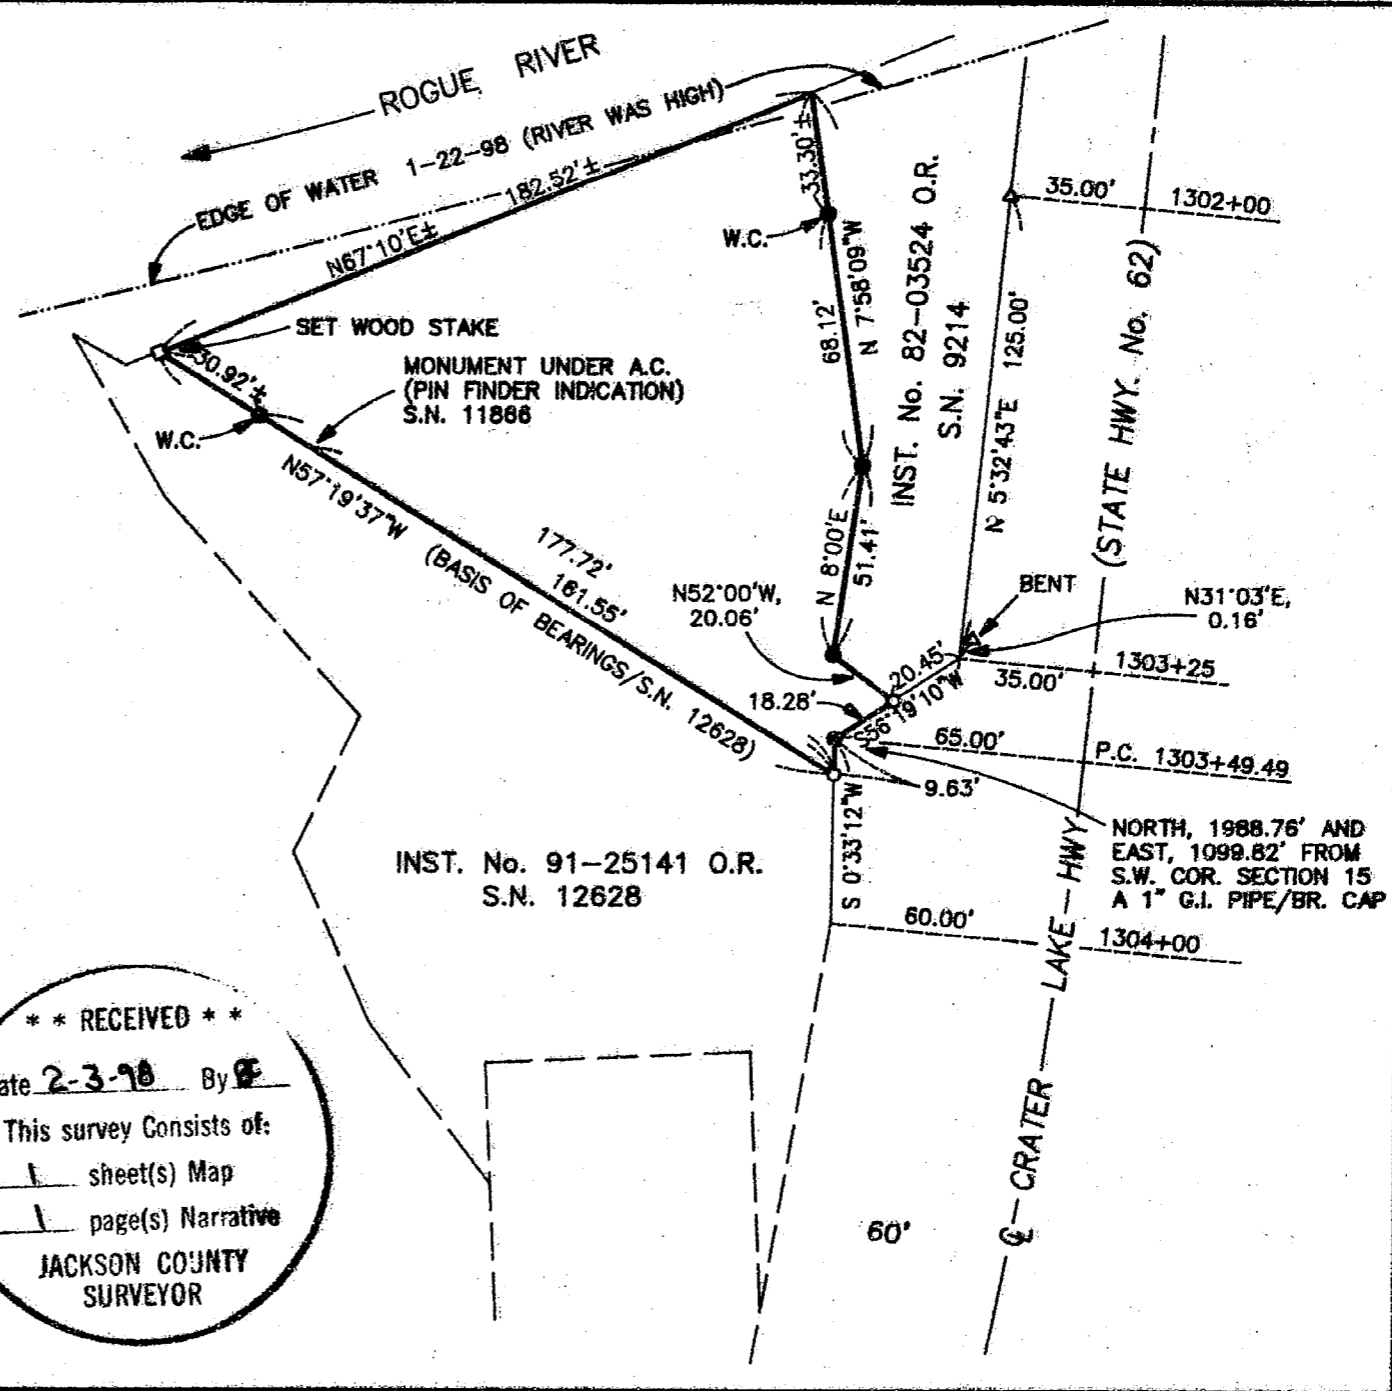 ROGUE RIVER
EDGE OF WATER 1-22-98 (RIVER WAS HIGH)
182.52'±
N67°10'E±
33.30'±
W.C.
68.12'
N 7°58'09"W
INST. No. 82-03524 O.R.
S.N. 9214
35.00'
1302+00
N 5°32'43"E 125.00'
(STATE HWY. No. 62)
SET WOOD STAKE
30.92'±
MONUMENT UNDER A.C.
(PIN FINDER INDICATION)
S.N. 11866
W.C.
N57°19'37"W (BASIS OF BEARINGS/S.N. 12628)
177.72'
161.55'
N 8°00'E
51.41'
N52°00'W,
20.06'
BENT
N31°03'E,
0.16'
20.45'
S56°19'10"W
35.00'
1303+25
18.28'
65.00'
P.C. 1303+49.49
9.63'
S 0°33'12"W
NORTH, 1988.76' AND
EAST, 1099.82' FROM
S.W. COR. SECTION 15
A 1" G.I. PIPE/BR. CAP
INST. No. 91-25141 O.R.
S.N. 12628
60.00'
1304+00
℄ CRATER LAKE HWY
60'
* * RECEIVED * *
ate 2-3-98 By
This survey Consists of:
1 sheet(s) Map
1 page(s) Narrative
JACKSON COUNTY
SURVEYOR